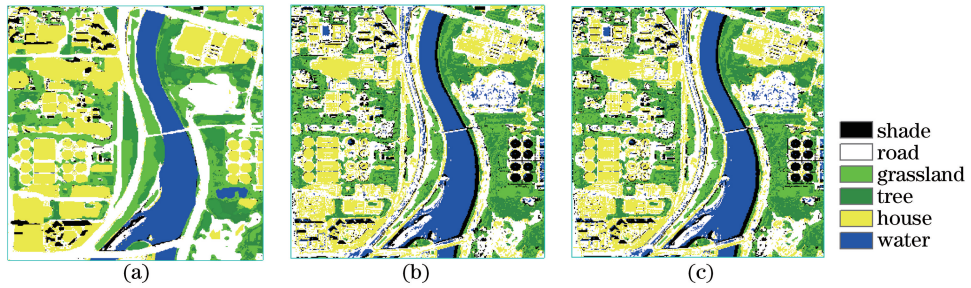 shade
road
grassland
tree
house
water
(a) (b) (c)